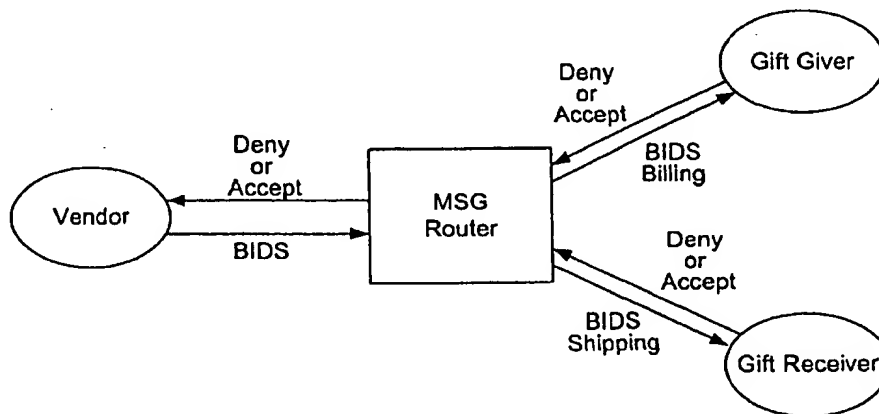 Gift Giver
Deny
or
Accept
BIDS
Billing
Deny
or
Accept
Vendor
BIDS
MSG
Router
Deny
or
Accept
BIDS
Shipping
Gift Receiver